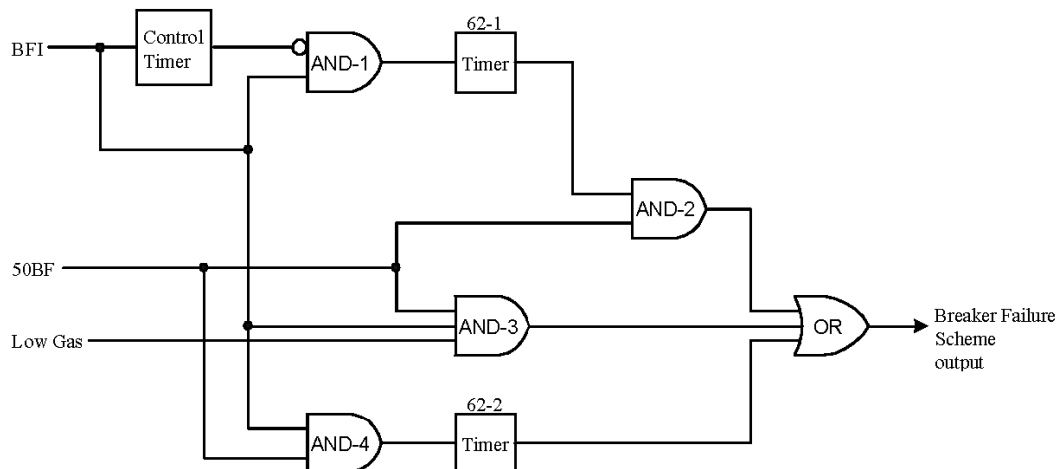 62-1
BFI
Control
Timer
AND-1
Timer
AND-2
50BF
Low Gas
AND-3
OR
Breaker Failure
Scheme
output
62-2
AND-4
Timer